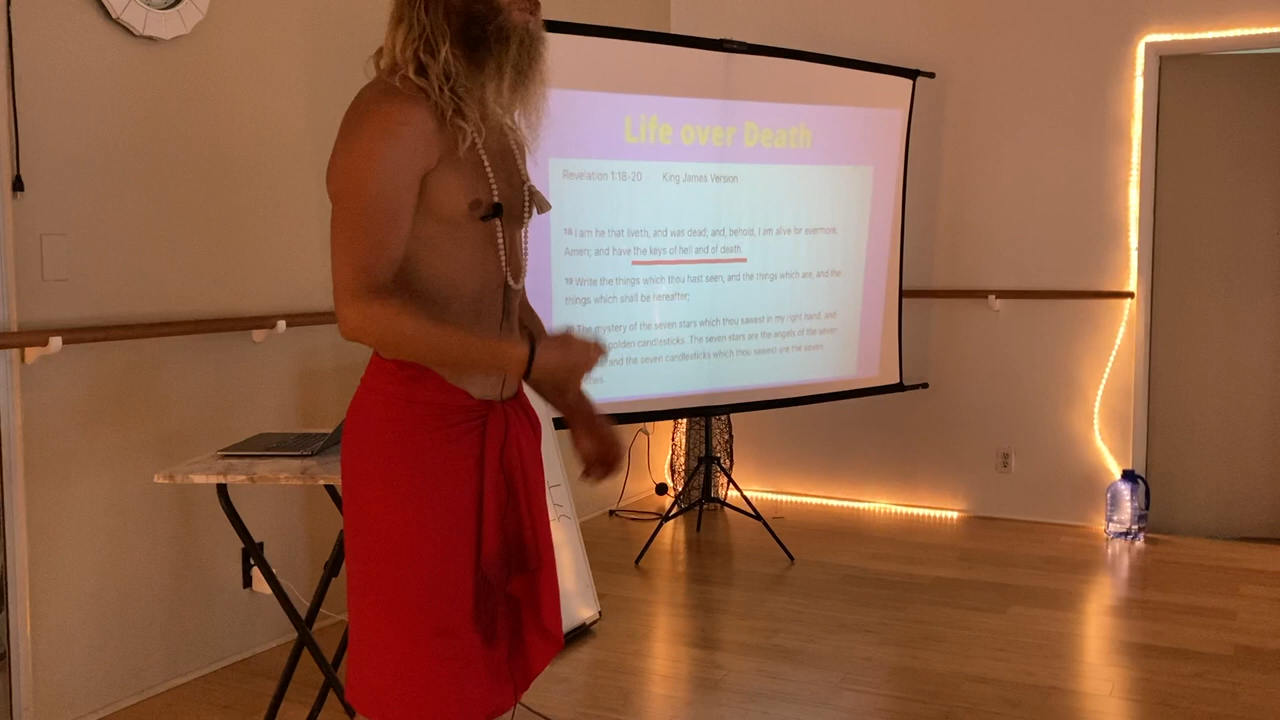 Life over Death
Revelation 1:18-20 King James Version
18 I am he that liveth, and was dead; and, behold, I am alive for evermore,
Amen; and have the keys of hell and of death.
19 Write the things which thou hast seen, and the things which are, and the
things which shall be hereafter;
The mystery of the seven stars which thou sawest in my right hand, and
golden candlesticks. The seven stars are the angels of the seven
and the seven candlesticks which thou sawest are the seven